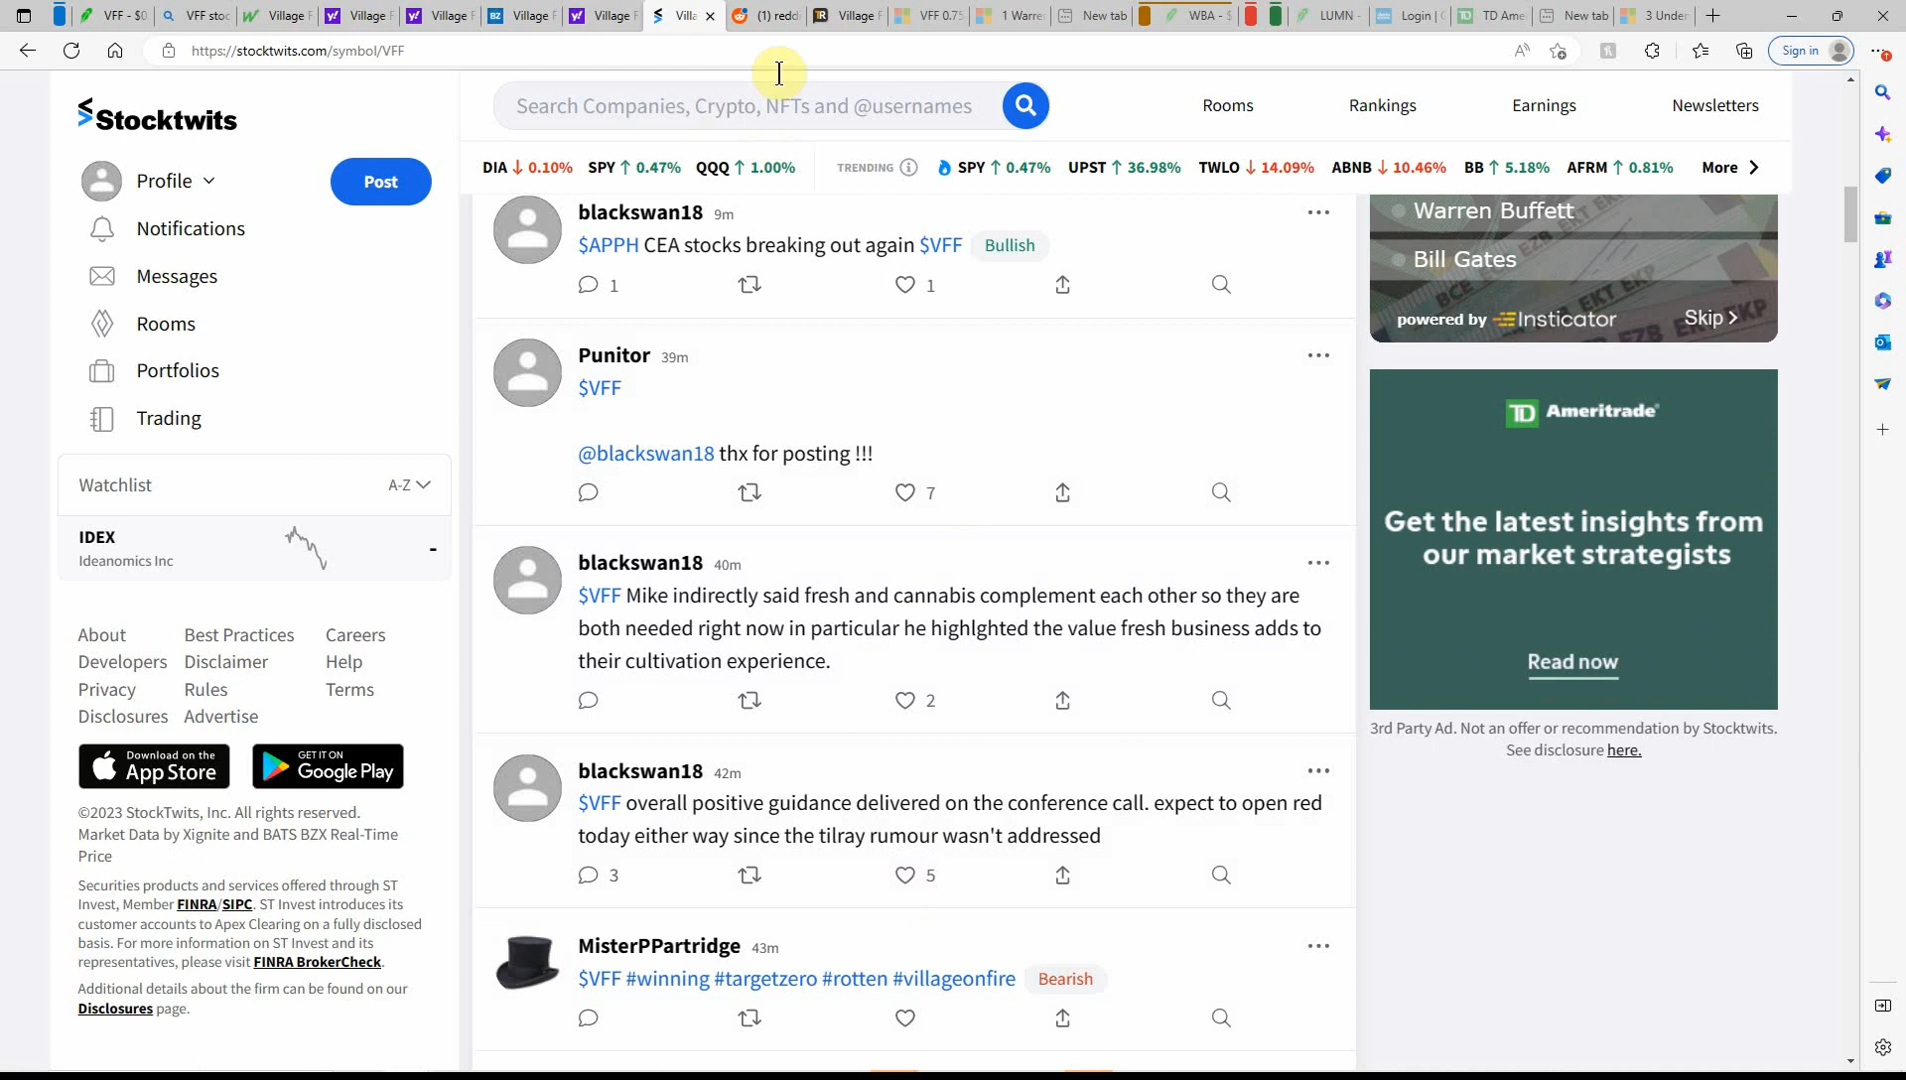 VFF - $0
VFF stoc
Village F
Village F
Village F
Village F
Village F
Villa
(1) reddi
Village F
VFF 0.75
1 Warre
New tab
WBA - $
LUMN -
Login | C
TD Ame
New tab
3 Under
https://stocktwits.com/symbol/VFF
Sign in
Stocktwits
Search Companies, Crypto, NFTs and @usernames
Rooms
Rankings
Earnings
Newsletters
DIA ↓ 0.10% SPY ↑ 0.47% QQQ ↑ 1.00% TRENDING SPY ↑ 0.47% UPST ↑ 36.98% TWLO ↓ 14.09% ABNB ↓ 10.46% BB ↑ 5.18% AFRM ↑ 0.81% More
Profile
Post
Notifications
Messages
Rooms
Portfolios
Trading
Watchlist A-Z
IDEX -
Ideanomics Inc
About Best Practices Careers
Developers Disclaimer Help
Privacy Rules Terms
Disclosures Advertise
Download on the
App Store
GET IT ON
Google Play
©2023 StockTwits, Inc. All rights reserved.
Market Data by Xignite and BATS BZX Real-Time
Price
Securities products and services offered through ST
Invest, Member FINRA/SIPC. ST Invest introduces its
customer accounts to Apex Clearing on a fully disclosed
basis. For more information on ST Invest and its
representatives, please visit FINRA BrokerCheck.
Additional details about the firm can be found on our
Disclosures page.
blackswan18 9m
$APPH CEA stocks breaking out again $VFF Bullish
1 1
Punitor 39m
$VFF
@blackswan18 thx for posting !!!
7
blackswan18 40m
$VFF Mike indirectly said fresh and cannabis complement each other so they are
both needed right now in particular he highlghted the value fresh business adds to
their cultivation experience.
2
blackswan18 42m
$VFF overall positive guidance delivered on the conference call. expect to open red
today either way since the tilray rumour wasn't addressed
3 5
MisterPPartridge 43m
$VFF #winning #targetzero #rotten #villageonfire Bearish
Warren Buffett
Bill Gates
powered by Insticator Skip
TD Ameritrade
Get the latest insights from
our market strategists
Read now
3rd Party Ad. Not an offer or recommendation by Stocktwits.
See disclosure here.